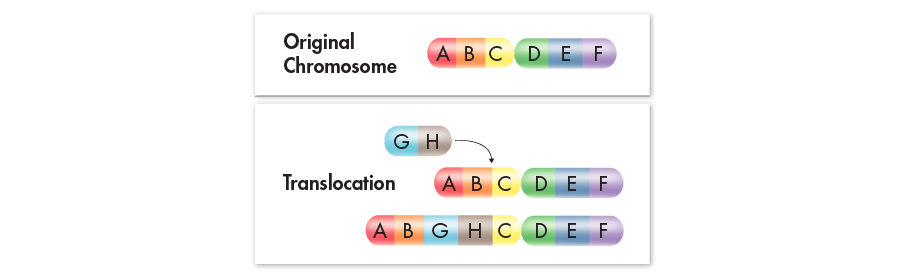 Original
Chromosome
A B C D E F
G H
Translocation
A B C D E F
A B G H C D E F